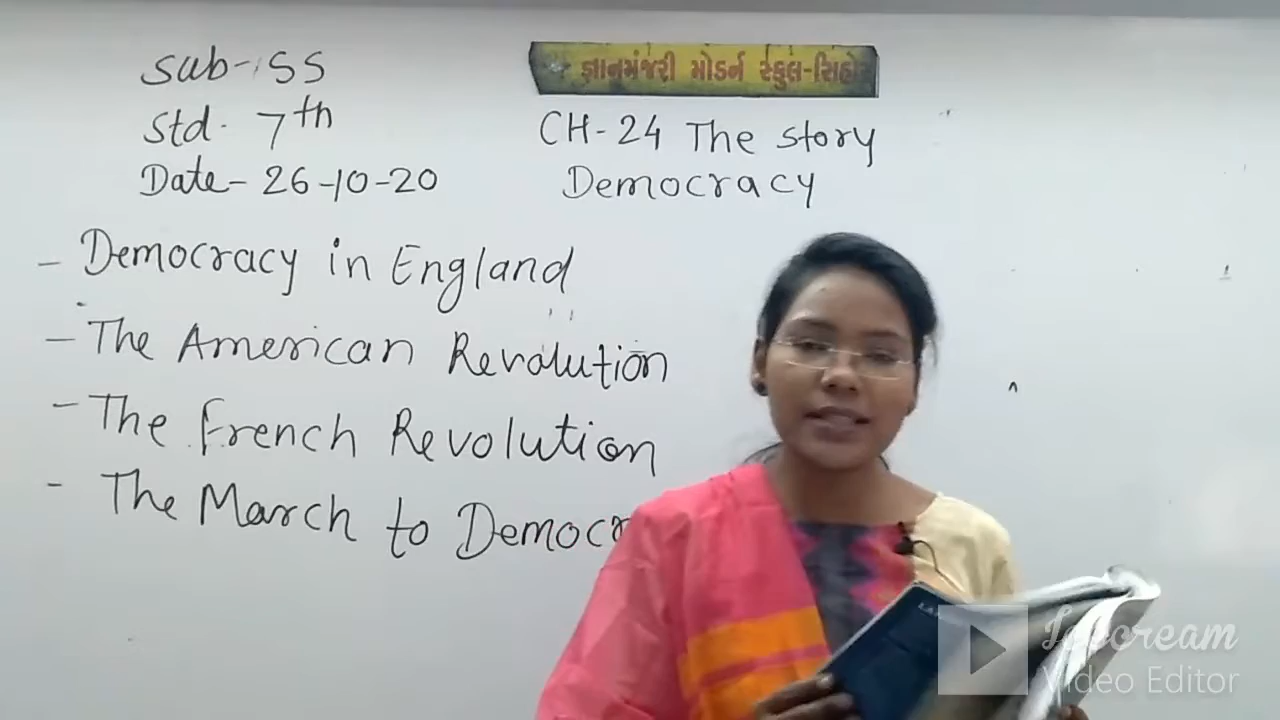 Sub- SS
Std. 7th
Date- 26-10-20
જ્ઞાનમંજરી મોડર્ન સ્કુલ-સિહોર
CH-24 The story
Democracy
- Democracy in England
- The American Revolution
- The French Revolution
- The March to Democr
Video Editor